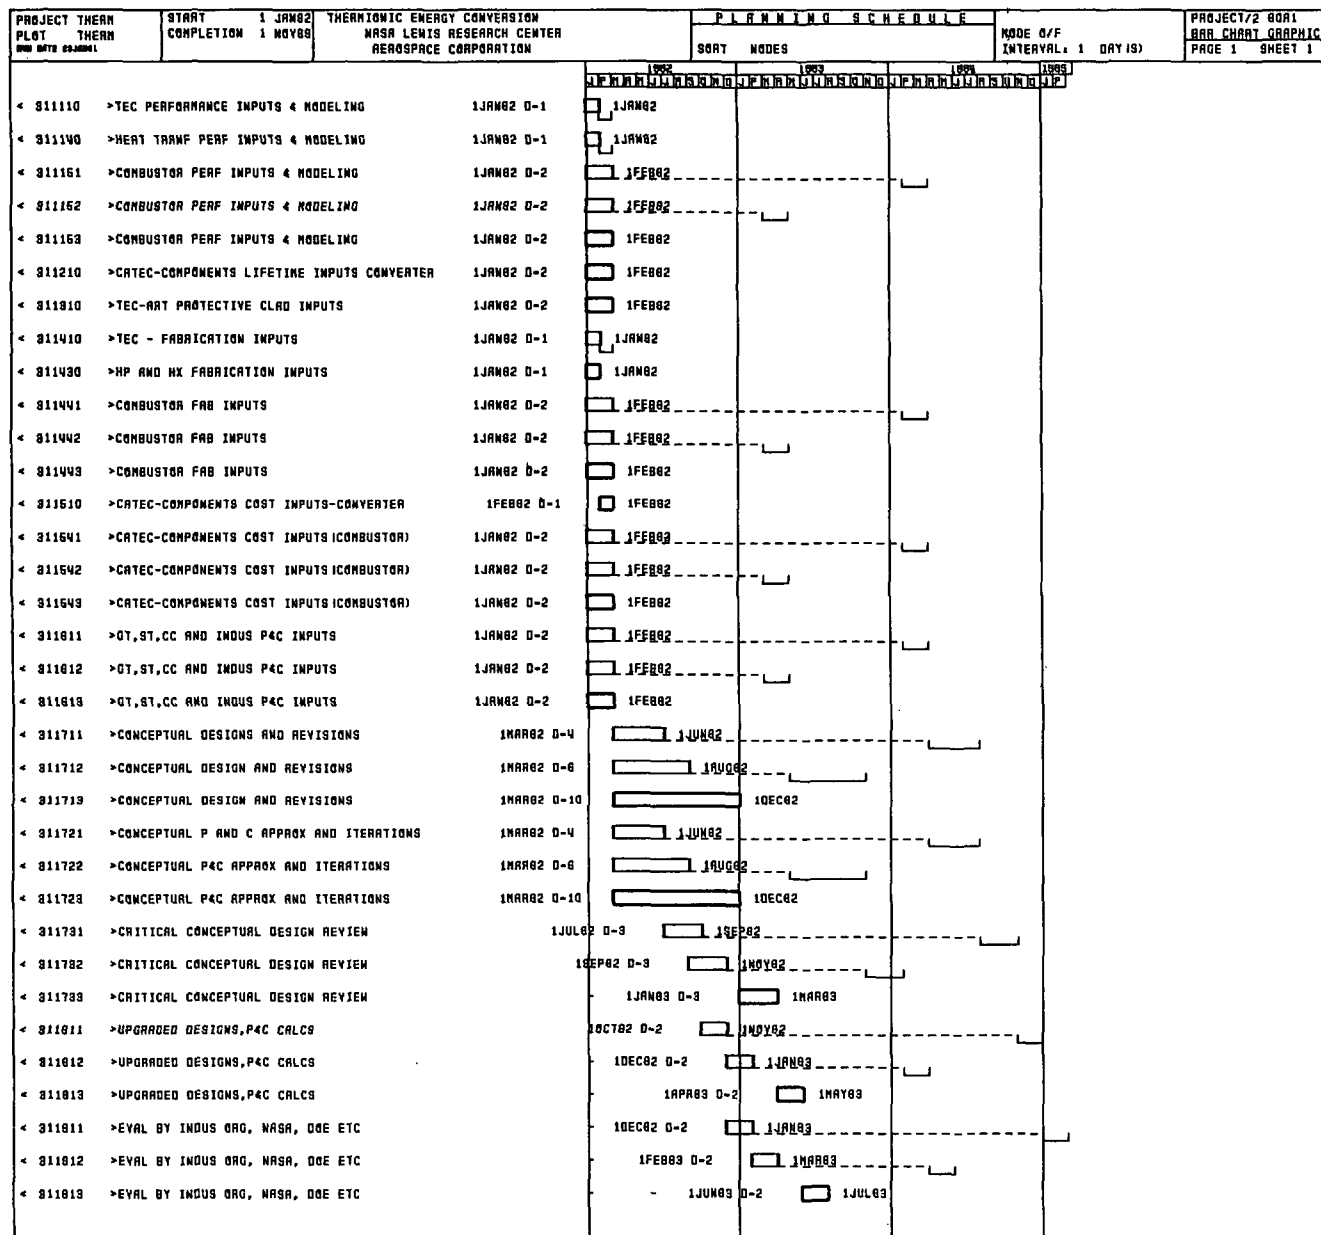 PROJECT THERM
PLOT THERM
START 1 JAN82
COMPLETION 1 NOV89
THERMIONIC ENERGY CONVERSION
NASA LEWIS RESEARCH CENTER
AEROSPACE CORPORATION
PLANNING SCHEDULE
SORT NODES
NODE O/F
INTERVAL: 1 DAY(S)
PROJECT/2 80A1
BAR CHART GRAPHIC
PAGE 1 SHEET 1
1982 1983 1984 1985
J F M A M J J A S O N D J F M A M J J A S O N D J F M A M J J A S O N D J F
< 311110 >TEC PERFORMANCE INPUTS & MODELING 1JAN82 D-1 1JAN82
< 311140 >HEAT TRANF PERF INPUTS & MODELING 1JAN82 D-1 1JAN82
< 311151 >COMBUSTOR PERF INPUTS & MODELING 1JAN82 D-2 1FEB82
< 311152 >COMBUSTOR PERF INPUTS & MODELING 1JAN82 D-2 1FEB82
< 311153 >COMBUSTOR PERF INPUTS & MODELING 1JAN82 D-2 1FEB82
< 311210 >CATEC-COMPONENTS LIFETIME INPUTS CONVERTER 1JAN82 D-2 1FEB82
< 311310 >TEC-ART PROTECTIVE CLAD INPUTS 1JAN82 D-2 1FEB82
< 311410 >TEC - FABRICATION INPUTS 1JAN82 D-1 1JAN82
< 311430 >HP AND HX FABRICATION INPUTS 1JAN82 D-1 1JAN82
< 311441 >COMBUSTOR FAB INPUTS 1JAN82 D-2 1FEB82
< 311442 >COMBUSTOR FAB INPUTS 1JAN82 D-2 1FEB82
< 311443 >COMBUSTOR FAB INPUTS 1JAN82 D-2 1FEB82
< 311510 >CATEC-COMPONENTS COST INPUTS-CONVERTER 1FEB82 D-1 1FEB82
< 311541 >CATEC-COMPONENTS COST INPUTS(COMBUSTOR) 1JAN82 D-2 1FEB82
< 311542 >CATEC-COMPONENTS COST INPUTS(COMBUSTOR) 1JAN82 D-2 1FEB82
< 311543 >CATEC-COMPONENTS COST INPUTS(COMBUSTOR) 1JAN82 D-2 1FEB82
< 311611 >GT,ST,CC AND INDUS P&C INPUTS 1JAN82 D-2 1FEB82
< 311612 >GT,ST,CC AND INDUS P&C INPUTS 1JAN82 D-2 1FEB82
< 311613 >GT,ST,CC AND INDUS P&C INPUTS 1JAN82 D-2 1FEB82
< 311711 >CONCEPTUAL DESIGNS AND REVISIONS 1MAR82 D-4 1JUN82
< 311712 >CONCEPTUAL DESIGN AND REVISIONS 1MAR82 D-6 1AUG82
< 311713 >CONCEPTUAL DESIGN AND REVISIONS 1MAR82 D-10 1DEC82
< 311721 >CONCEPTUAL P AND C APPROX AND ITERATIONS 1MAR82 D-4 1JUN82
< 311722 >CONCEPTUAL P&C APPROX AND ITERATIONS 1MAR82 D-6 1AUG82
< 311723 >CONCEPTUAL P&C APPROX AND ITERATIONS 1MAR82 D-10 1DEC82
< 311731 >CRITICAL CONCEPTUAL DESIGN REVIEW 1JUL82 D-3 1SEP82
< 311732 >CRITICAL CONCEPTUAL DESIGN REVIEW 1SEP82 D-3 1NOV82
< 311733 >CRITICAL CONCEPTUAL DESIGN REVIEW 1JAN83 D-3 1MAR83
< 311811 >UPGRADED DESIGNS,P&C CALCS 1OCT82 D-2 1NOV82
< 311812 >UPGRADED DESIGNS,P&C CALCS 1DEC82 D-2 1JAN83
< 311813 >UPGRADED DESIGNS,P&C CALCS 1APR83 D-2 1MAY83
< 311911 >EVAL BY INDUS ORG, NASA, DOE ETC 1DEC82 D-2 1JAN83
< 311912 >EVAL BY INDUS ORG, NASA, DOE ETC 1FEB83 D-2 1MAR83
< 311913 >EVAL BY INDUS ORG, NASA, DOE ETC 1JUN83 D-2 1JUL83